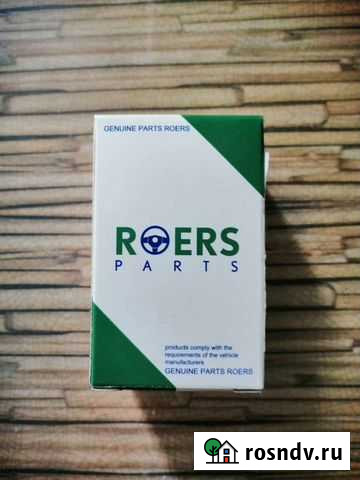 GENUINE PARTS ROERS
ROERS
PARTS
products comply with the
requirements of the vehicle
manufacturers
GENUINE PARTS ROERS
rosndv.ru